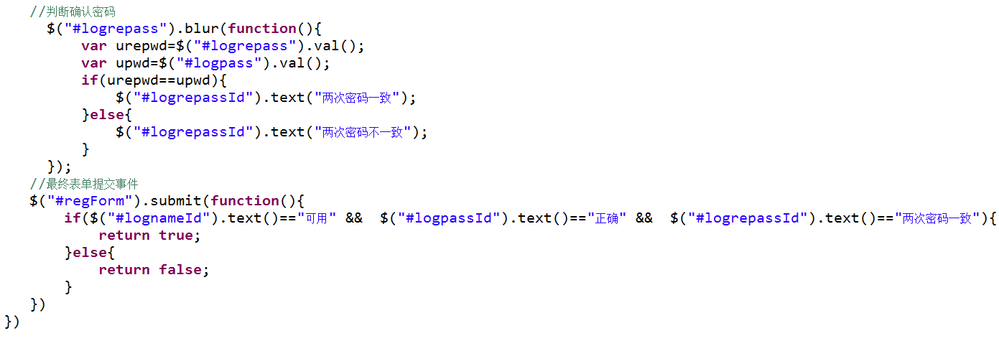 //判断确认密码
$("#logrepass").blur(function(){
var urepwd=$("#logrepass").val();
var upwd=$("#logpass").val();
if(urepwd==upwd){
$("#logrepassId").text("两次密码一致");
}else{
$("#logrepassId").text("两次密码不一致");
}
});
//最终表单提交事件
$("#regForm").submit(function(){
if($("#lognameId").text()=="可用" && $("#logpassId").text()=="正确" && $("#logrepassId").text()=="两次密码一致"){
return true;
}else{
return false;
}
})
})